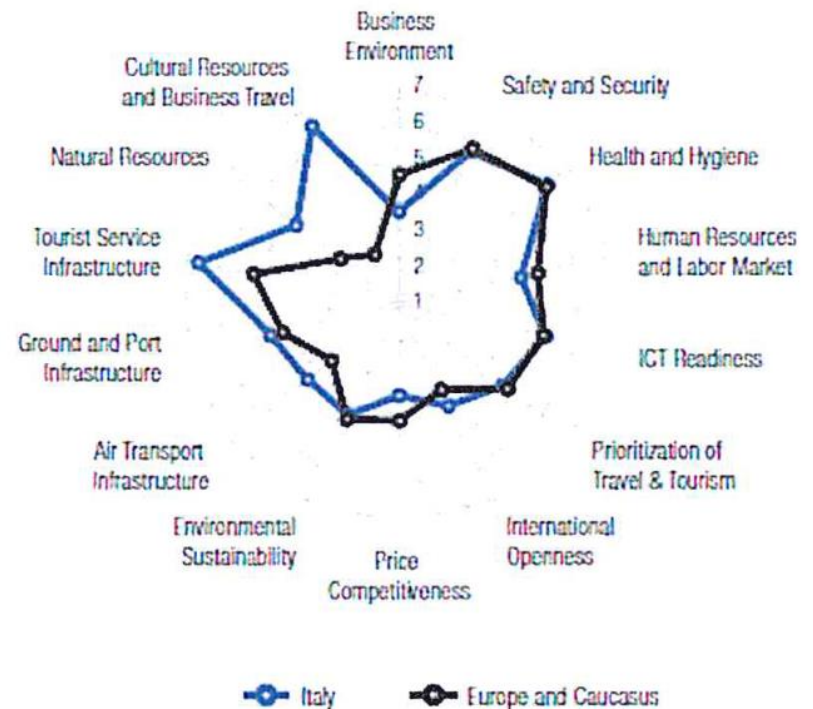 Business
Environment
Cultural Resources
and Business Travel
7
Safety and Security
6
5
Natural Resources
Health and Hygiene
4
3
Tourist Service
Infrastructure
Human Resources
and Labor Market
2
1
Ground and Port
Infrastructure
ICT Readiness
Air Transport
Infrastructure
Prioritization of
Travel & Tourism
Environmental
Sustainability
International
Openness
Price
Competitiveness
Italy
Europe and Caucasus